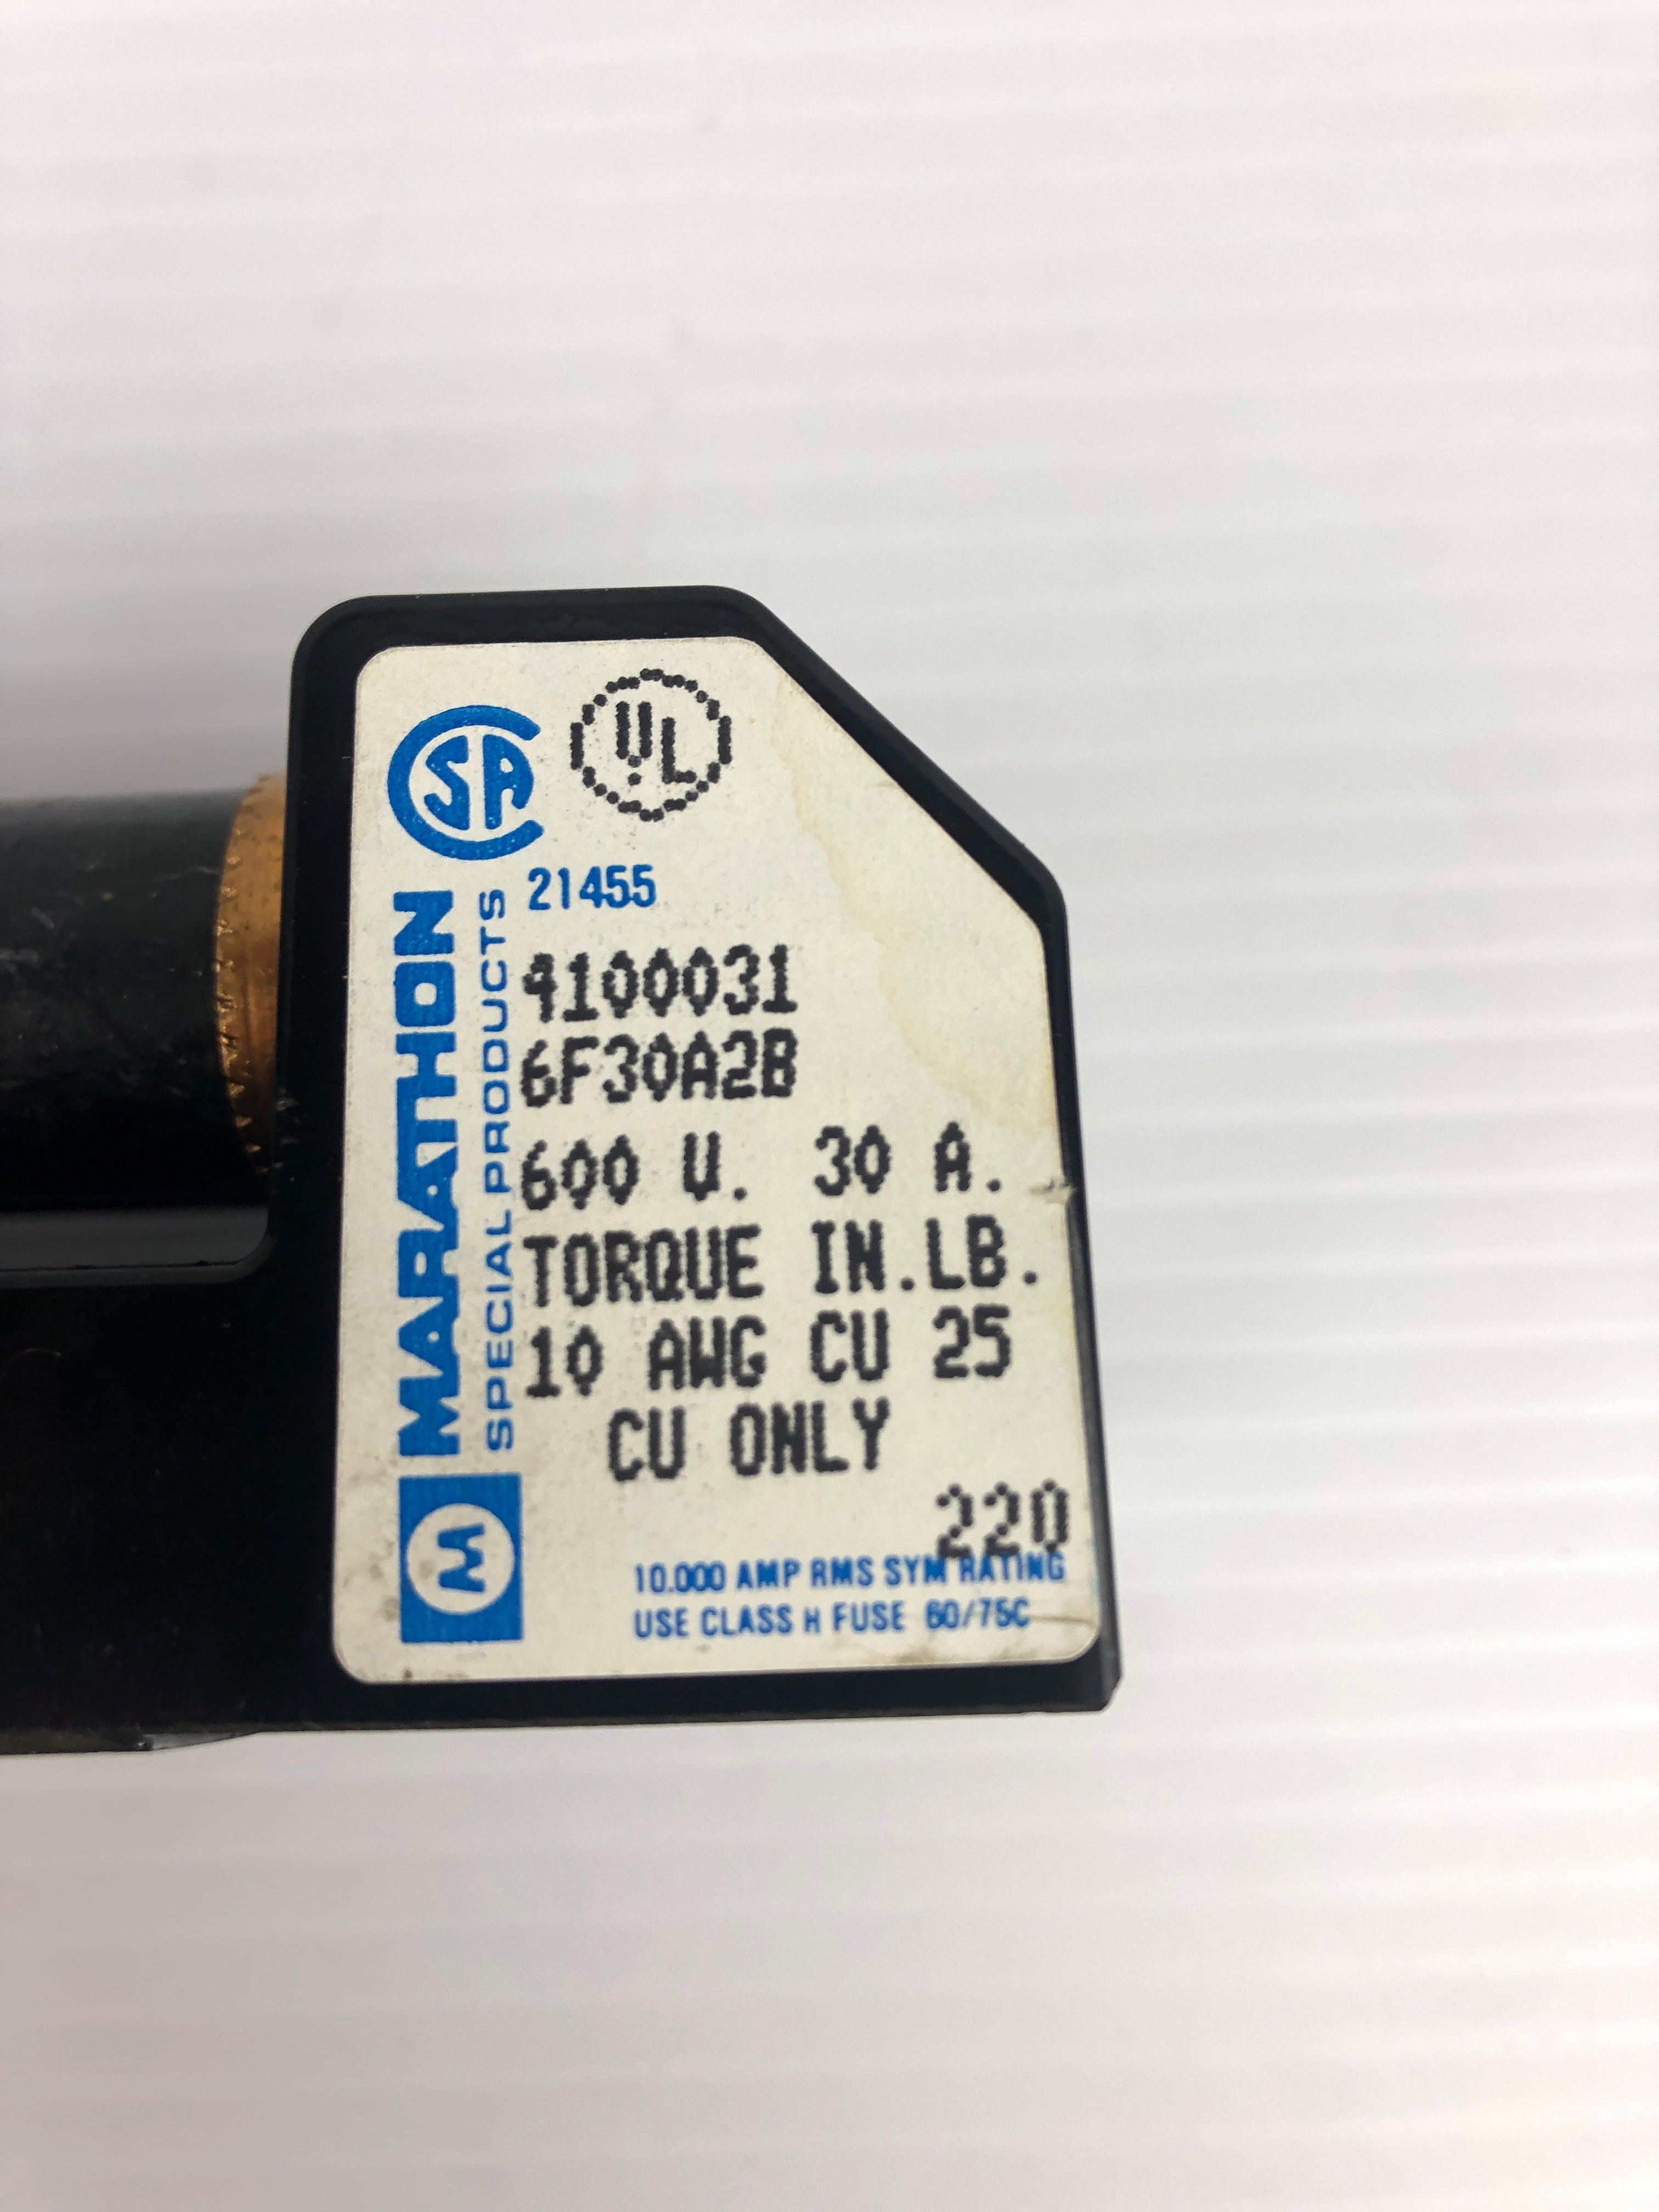 CSA
UL
21455
4100031
6F30A2B
600 V. 30 A.
TORQUE IN.LB.
10 AWG CU 25
CU ONLY
220
10.000 AMP RMS SYM RATING
USE CLASS H FUSE 60/75C
MARATHON
SPECIAL PRODUCTS
M